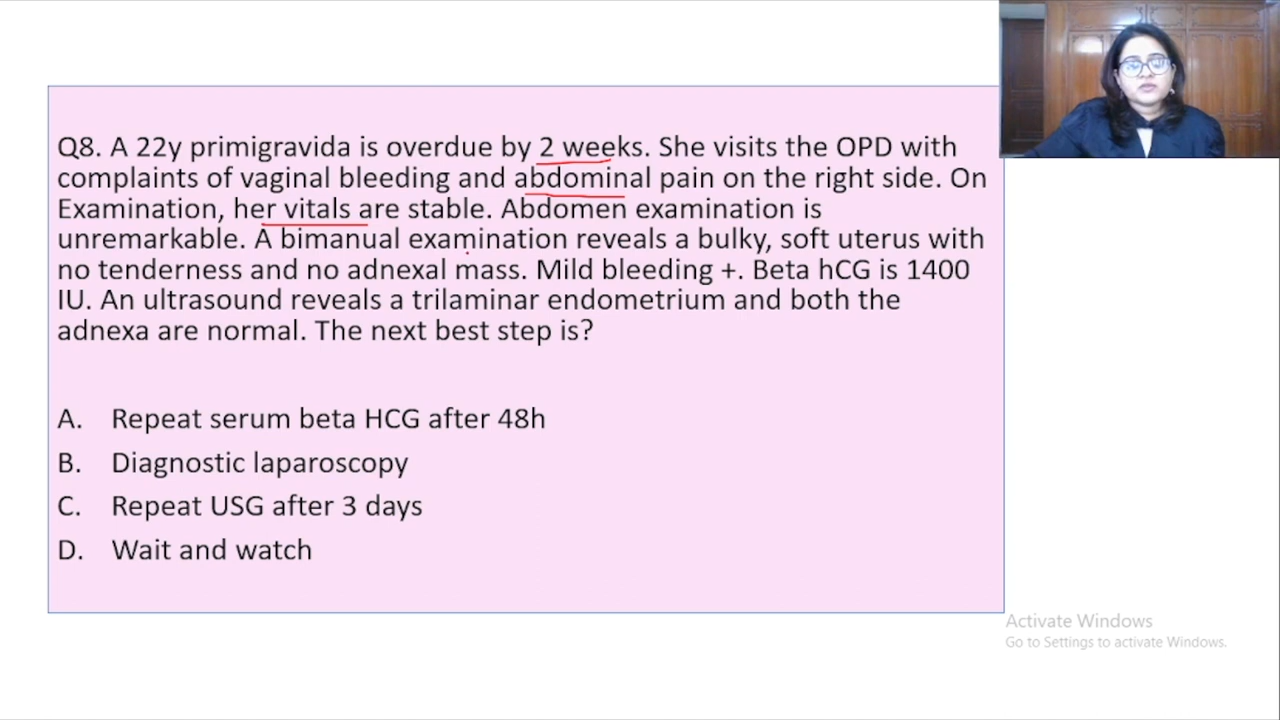 Q8. A 22y primigravida is overdue by 2 weeks. She visits the OPD with
complaints of vaginal bleeding and abdominal pain on the right side. On
Examination, her vitals are stable. Abdomen examination is
unremarkable. A bimanual examination reveals a bulky, soft uterus with
no tenderness and no adnexal mass. Mild bleeding +. Beta hCG is 1400
IU. An ultrasound reveals a trilaminar endometrium and both the
adnexa are normal. The next best step is?
A. Repeat serum beta HCG after 48h
B. Diagnostic laparoscopy
C. Repeat USG after 3 days
D. Wait and watch
Activate Windows
Go to Settings to activate Windows.